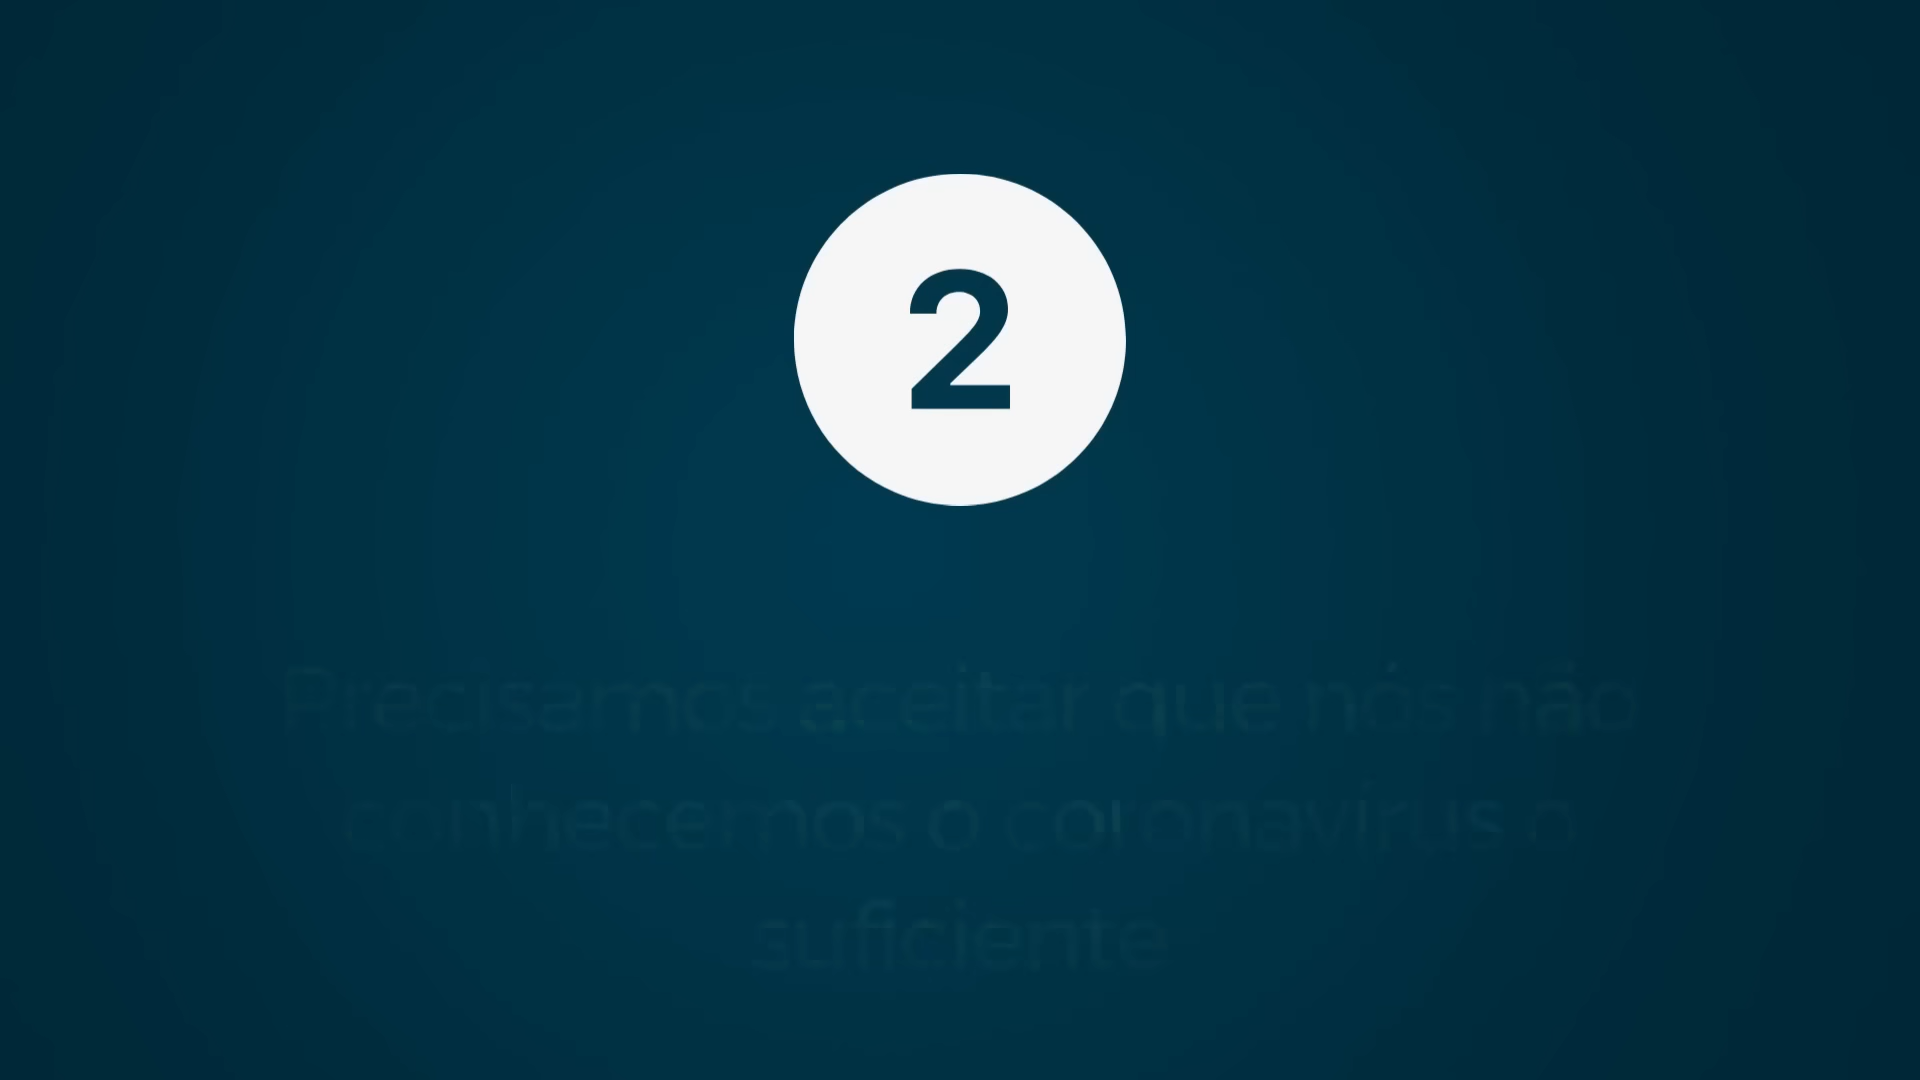 2
Precisamos aceitar que nós não
conhecemos o coronavírus o
suficiente